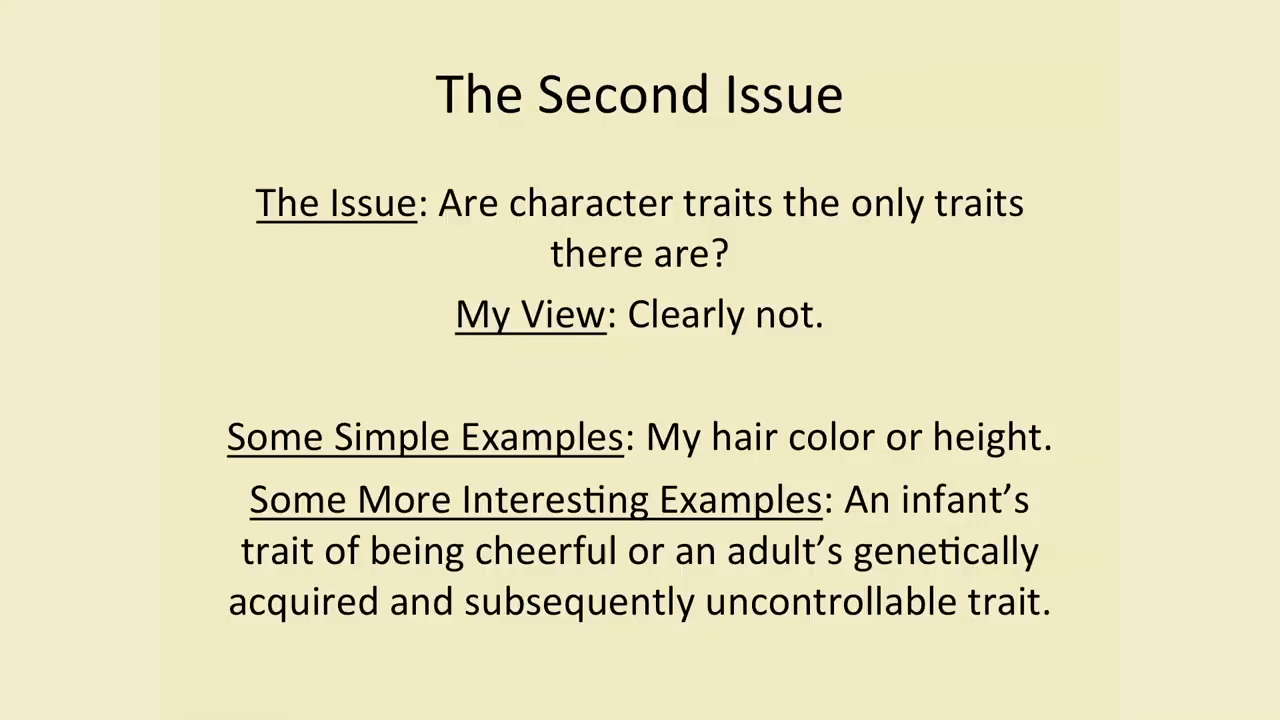 The Second Issue
The Issue: Are character traits the only traits
there are?
My View: Clearly not.
Some Simple Examples: My hair color or height.
Some More Interesting Examples: An infant’s
trait of being cheerful or an adult’s genetically
acquired and subsequently uncontrollable trait.